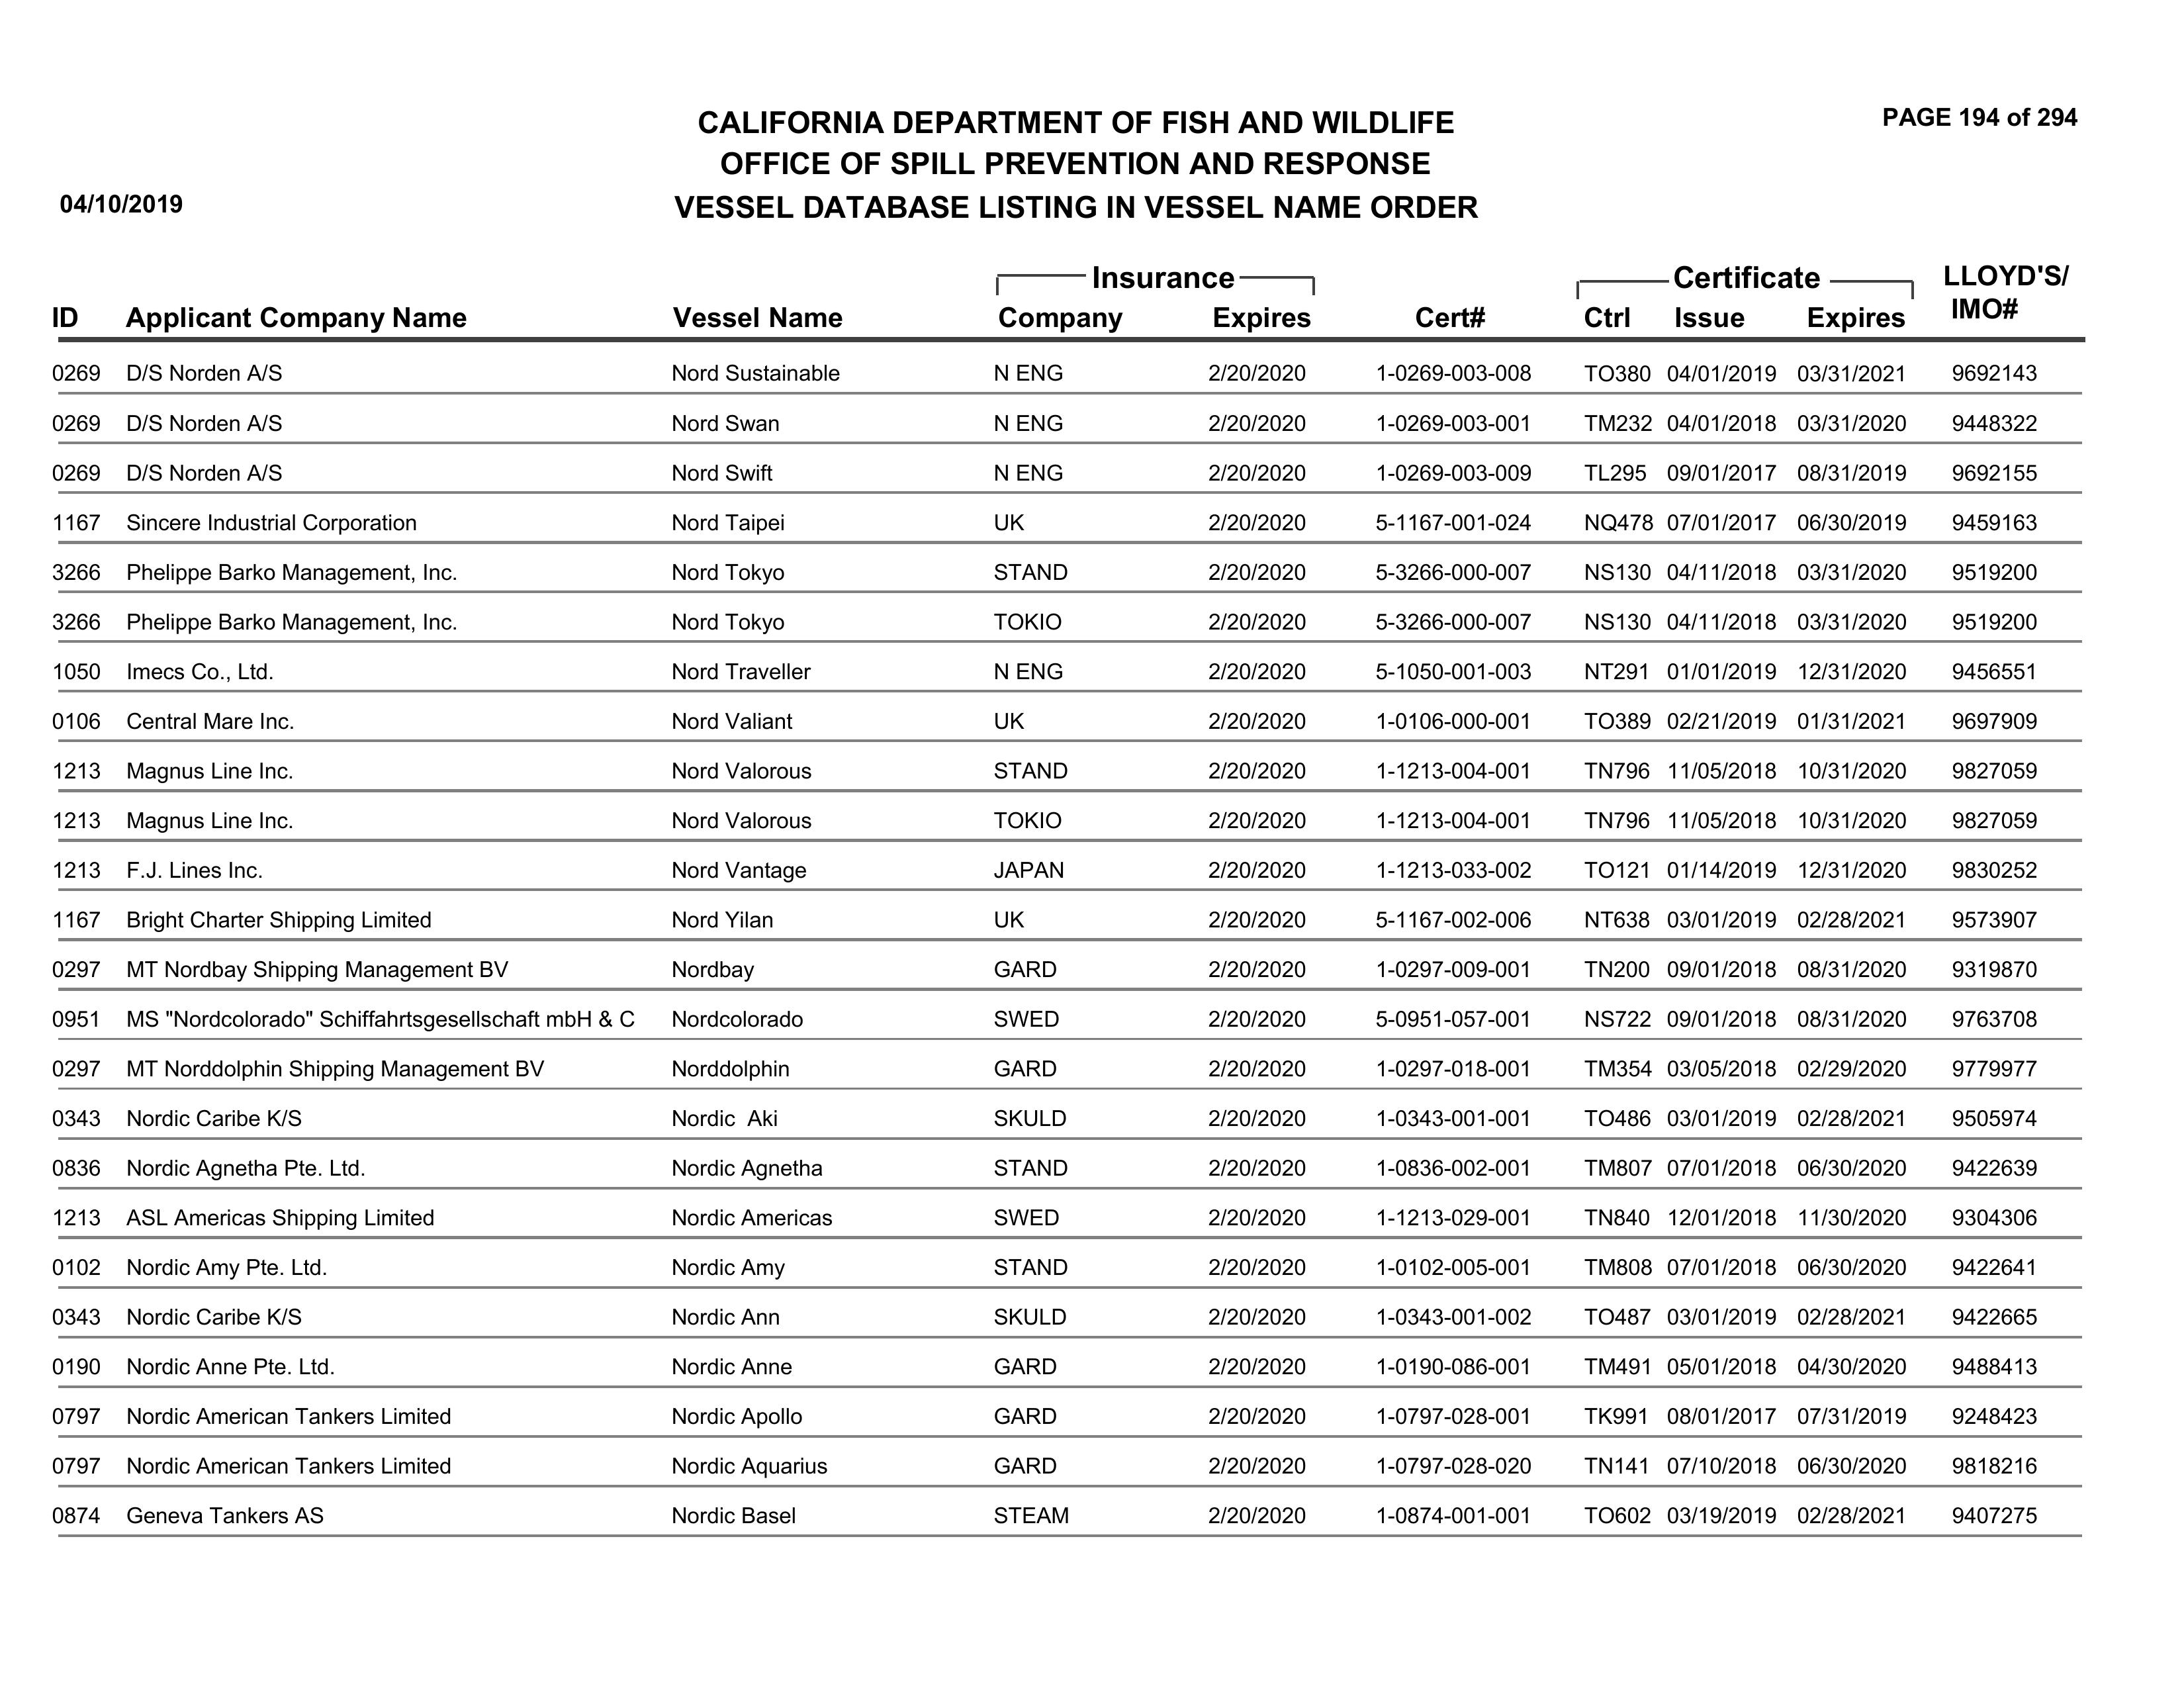 PAGE 194 of 294
CALIFORNIA DEPARTMENT OF FISH AND WILDLIFE
OFFICE OF SPILL PREVENTION AND RESPONSE
04/10/2019 VESSEL DATABASE LISTING IN VESSEL NAME ORDER
Insurance Certificate LLOYD'S/
ID Applicant Company Name Vessel Name Company Expires Cert# Ctrl Issue Expires IMO#
0269 D/S Norden A/S Nord Sustainable N ENG 2/20/2020 1-0269-003-008 TO380 04/01/2019 03/31/2021 9692143
0269 D/S Norden A/S Nord Swan N ENG 2/20/2020 1-0269-003-001 TM232 04/01/2018 03/31/2020 9448322
0269 D/S Norden A/S Nord Swift N ENG 2/20/2020 1-0269-003-009 TL295 09/01/2017 08/31/2019 9692155
1167 Sincere Industrial Corporation Nord Taipei UK 2/20/2020 5-1167-001-024 NQ478 07/01/2017 06/30/2019 9459163
3266 Phelippe Barko Management, Inc. Nord Tokyo STAND 2/20/2020 5-3266-000-007 NS130 04/11/2018 03/31/2020 9519200
3266 Phelippe Barko Management, Inc. Nord Tokyo TOKIO 2/20/2020 5-3266-000-007 NS130 04/11/2018 03/31/2020 9519200
1050 Imecs Co., Ltd. Nord Traveller N ENG 2/20/2020 5-1050-001-003 NT291 01/01/2019 12/31/2020 9456551
0106 Central Mare Inc. Nord Valiant UK 2/20/2020 1-0106-000-001 TO389 02/21/2019 01/31/2021 9697909
1213 Magnus Line Inc. Nord Valorous STAND 2/20/2020 1-1213-004-001 TN796 11/05/2018 10/31/2020 9827059
1213 Magnus Line Inc. Nord Valorous TOKIO 2/20/2020 1-1213-004-001 TN796 11/05/2018 10/31/2020 9827059
1213 F.J. Lines Inc. Nord Vantage JAPAN 2/20/2020 1-1213-033-002 TO121 01/14/2019 12/31/2020 9830252
1167 Bright Charter Shipping Limited Nord Yilan UK 2/20/2020 5-1167-002-006 NT638 03/01/2019 02/28/2021 9573907
0297 MT Nordbay Shipping Management BV Nordbay GARD 2/20/2020 1-0297-009-001 TN200 09/01/2018 08/31/2020 9319870
0951 MS "Nordcolorado" Schiffahrtsgesellschaft mbH & C Nordcolorado SWED 2/20/2020 5-0951-057-001 NS722 09/01/2018 08/31/2020 9763708
0297 MT Norddolphin Shipping Management BV Norddolphin GARD 2/20/2020 1-0297-018-001 TM354 03/05/2018 02/29/2020 9779977
0343 Nordic Caribe K/S Nordic  Aki SKULD 2/20/2020 1-0343-001-001 TO486 03/01/2019 02/28/2021 9505974
0836 Nordic Agnetha Pte. Ltd. Nordic Agnetha STAND 2/20/2020 1-0836-002-001 TM807 07/01/2018 06/30/2020 9422639
1213 ASL Americas Shipping Limited Nordic Americas SWED 2/20/2020 1-1213-029-001 TN840 12/01/2018 11/30/2020 9304306
0102 Nordic Amy Pte. Ltd. Nordic Amy STAND 2/20/2020 1-0102-005-001 TM808 07/01/2018 06/30/2020 9422641
0343 Nordic Caribe K/S Nordic Ann SKULD 2/20/2020 1-0343-001-002 TO487 03/01/2019 02/28/2021 9422665
0190 Nordic Anne Pte. Ltd. Nordic Anne GARD 2/20/2020 1-0190-086-001 TM491 05/01/2018 04/30/2020 9488413
0797 Nordic American Tankers Limited Nordic Apollo GARD 2/20/2020 1-0797-028-001 TK991 08/01/2017 07/31/2019 9248423
0797 Nordic American Tankers Limited Nordic Aquarius GARD 2/20/2020 1-0797-028-020 TN141 07/10/2018 06/30/2020 9818216
0874 Geneva Tankers AS Nordic Basel STEAM 2/20/2020 1-0874-001-001 TO602 03/19/2019 02/28/2021 9407275